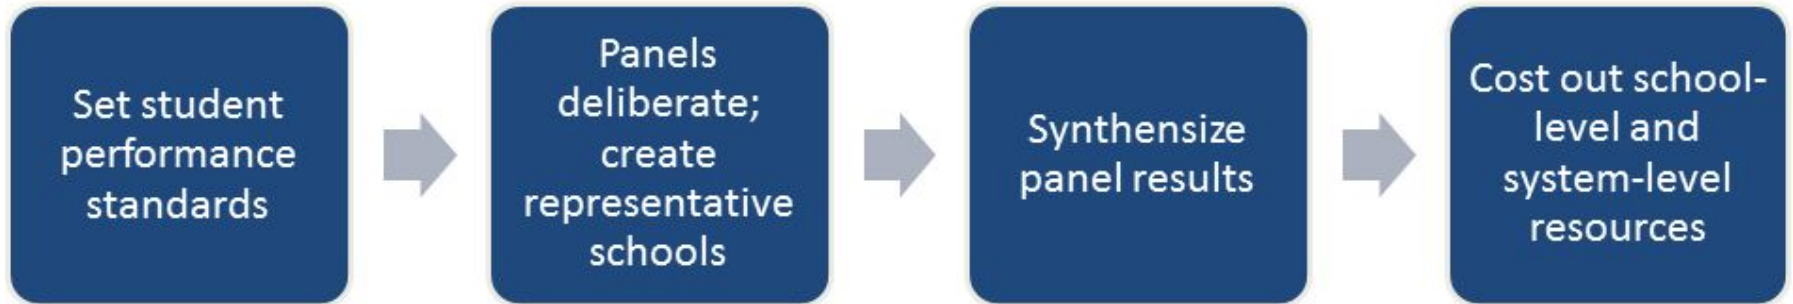 Set student
performance
standards
Panels
deliberate;
create
representative
schools
Synthensize
panel results
Cost out school-
level and
system-level
resources